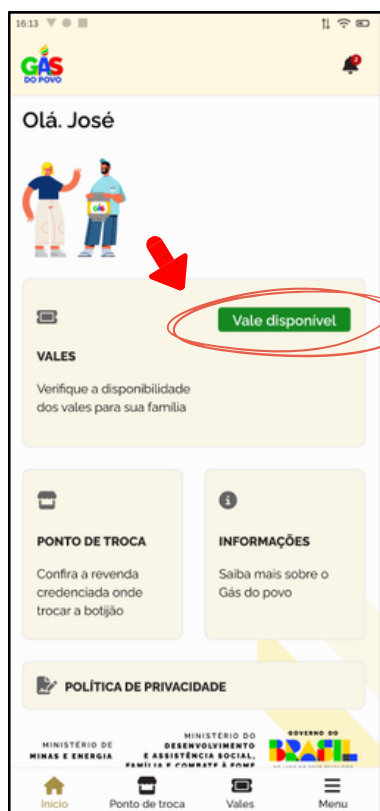 16:13
GÁS
DO POVO
Olá. José
Vale disponível
VALES
Verifique a disponibilidade
dos vales para sua família
PONTO DE TROCA
Confira a revenda
credenciada onde
trocar a botijão
INFORMAÇÕES
Saiba mais sobre o
Gás do povo
POLÍTICA DE PRIVACIDADE
MINISTÉRIO DE
MINAS E ENERGIA
MINISTÉRIO DO
DESENVOLVIMENTO
E ASSISTÊNCIA SOCIAL,
FAMÍLIA E COMBATE À FOME
GOVERNO DO
BRASIL
Início
Ponto de troca
Vales
Menu